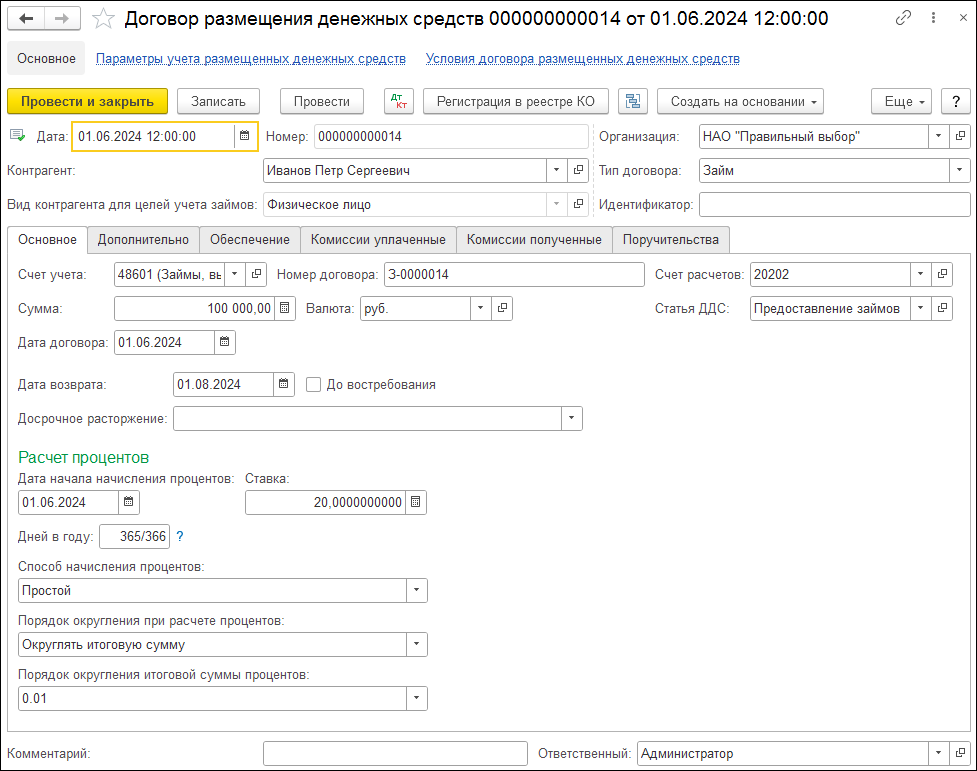 Договор размещения денежных средств 000000000014 от 01.06.2024 12:00:00
Основное Параметры учета размещенных денежных средств Условия договора размещенных денежных средств
Провести и закрыть Записать Провести Дт Кт Регистрация в реестре КО Создать на основании Еще ?
Дата: 01.06.2024 12:00:00 Номер: 000000000014 Организация: НАО "Правильный выбор"
Контрагент: Иванов Петр Сергеевич Тип договора: Займ
Вид контрагента для целей учета займов: Физическое лицо Идентификатор:
Основное Дополнительно Обеспечение Комиссии уплаченные Комиссии полученные Поручительства
Счет учета: 48601 (Займы, вы Номер договора: З-0000014 Счет расчетов: 20202
Сумма: 100 000,00 Валюта: руб. Статья ДДС: Предоставление займов
Дата договора: 01.06.2024
Дата возврата: 01.08.2024 До востребования
Досрочное расторжение:
Расчет процентов
Дата начала начисления процентов: Ставка:
01.06.2024 20,0000000000
Дней в году: 365/366 ?
Способ начисления процентов:
Простой
Порядок округления при расчете процентов:
Округлять итоговую сумму
Порядок округления итоговой суммы процентов:
0.01
Комментарий: Ответственный: Администратор